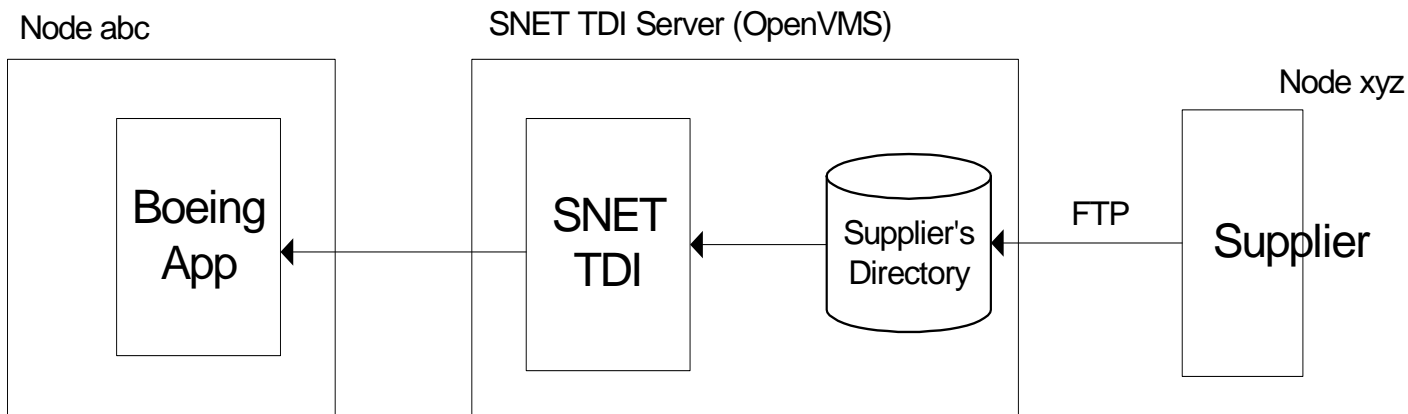 Node abc
SNET TDI Server (OpenVMS)
Node xyz
Boeing
App
SNET
TDI
Supplier's
Directory
FTP
Supplier